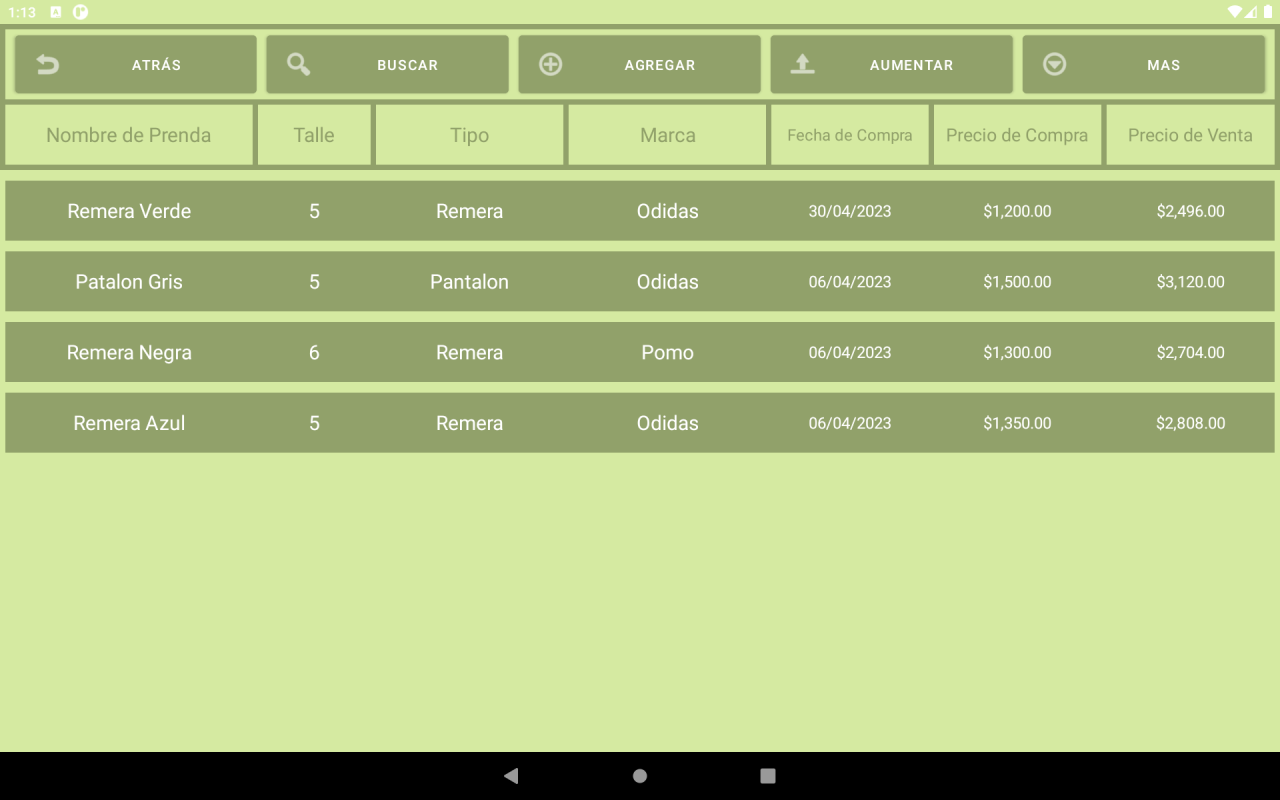 1:13
ATRÁS BUSCAR AGREGAR AUMENTAR MAS
Nombre de Prenda Talle Tipo Marca Fecha de Compra Precio de Compra Precio de Venta
Remera Verde 5 Remera Odidas 30/04/2023 $1,200.00 $2,496.00
Patalon Gris 5 Pantalon Odidas 06/04/2023 $1,500.00 $3,120.00
Remera Negra 6 Remera Pomo 06/04/2023 $1,300.00 $2,704.00
Remera Azul 5 Remera Odidas 06/04/2023 $1,350.00 $2,808.00